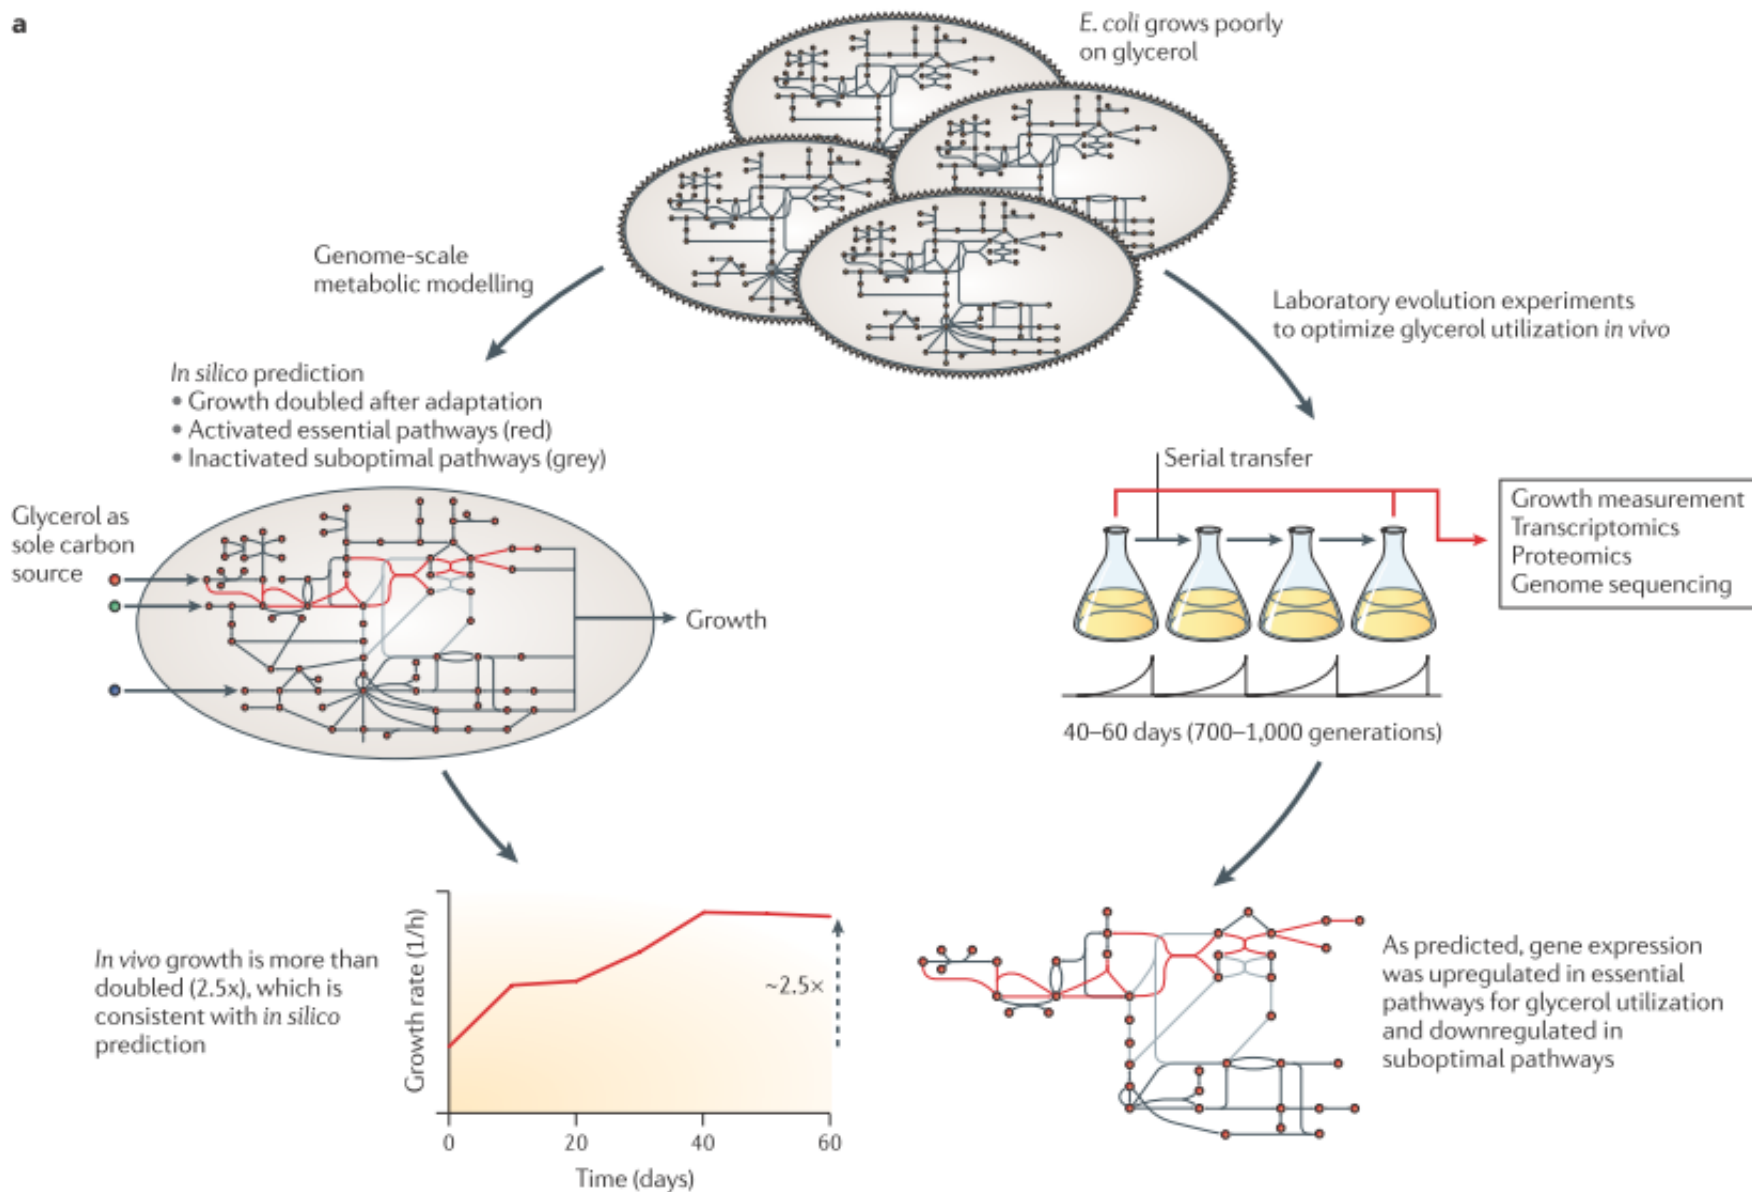 a
E. coli grows poorly
on glycerol
Genome-scale
metabolic modelling
Laboratory evolution experiments
to optimize glycerol utilization in vivo
In silico prediction
• Growth doubled after adaptation
• Activated essential pathways (red)
• Inactivated suboptimal pathways (grey)
Glycerol as
sole carbon
source
Growth
Serial transfer
Growth measurement
Transcriptomics
Proteomics
Genome sequencing
40–60 days (700–1,000 generations)
In vivo growth is more than
doubled (2.5x), which is
consistent with in silico
prediction
Growth rate (1/h)
~2.5×
0 20 40 60
Time (days)
As predicted, gene expression
was upregulated in essential
pathways for glycerol utilization
and downregulated in
suboptimal pathways